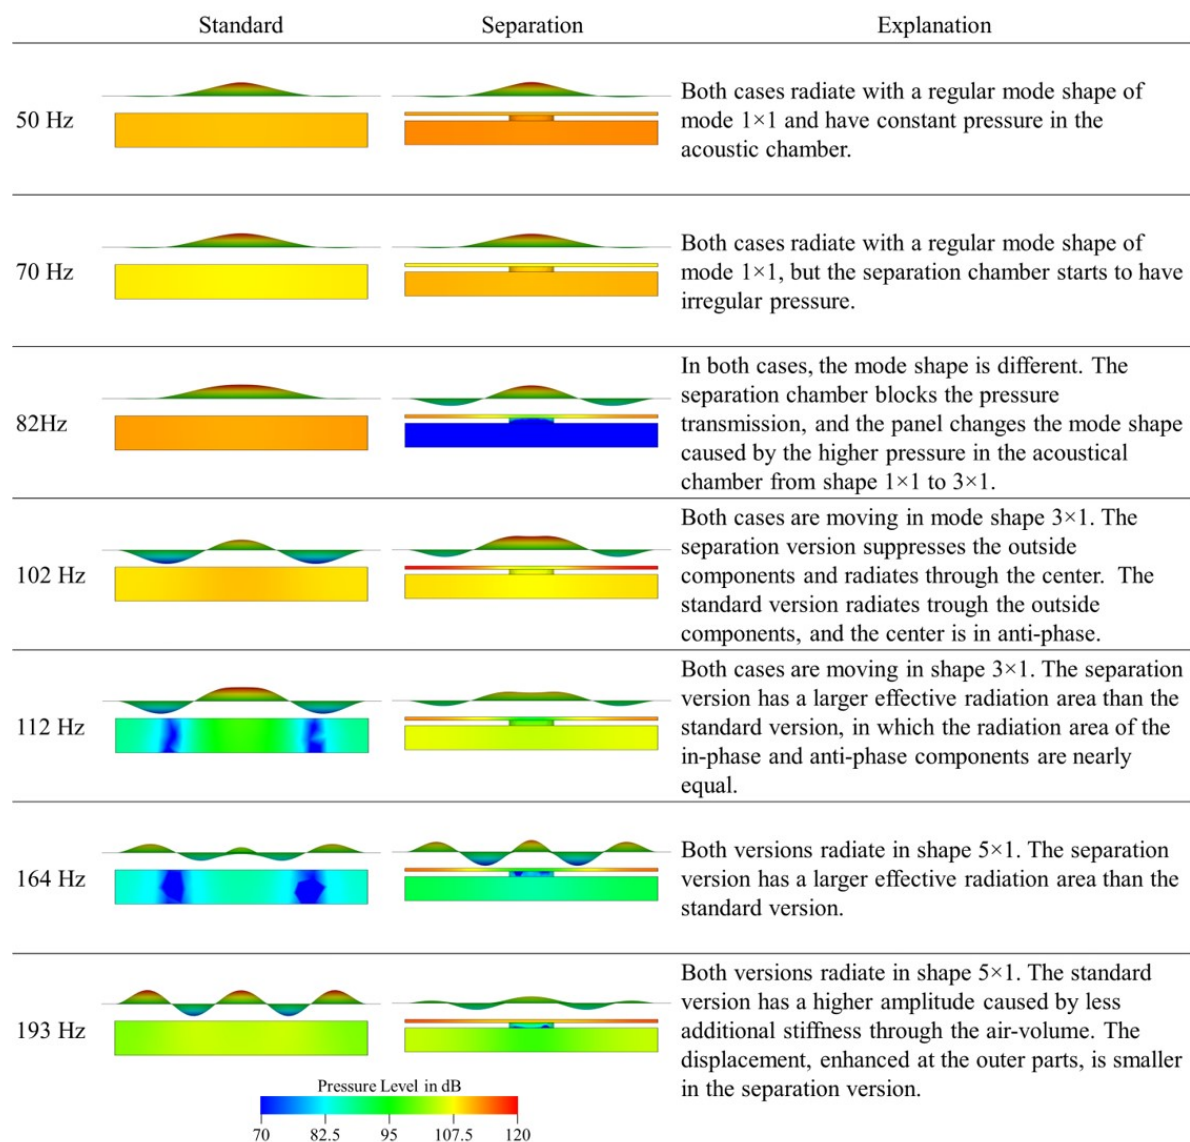 Standard Separation Explanation
50 Hz
Both cases radiate with a regular mode shape of
mode 1×1 and have constant pressure in the
acoustic chamber.
70 Hz
Both cases radiate with a regular mode shape of
mode 1×1, but the separation chamber starts to have
irregular pressure.
82Hz
In both cases, the mode shape is different. The
separation chamber blocks the pressure
transmission, and the panel changes the mode shape
caused by the higher pressure in the acoustical
chamber from shape 1×1 to 3×1.
102 Hz
Both cases are moving in mode shape 3×1. The
separation version suppresses the outside
components and radiates through the center. The
standard version radiates trough the outside
components, and the center is in anti-phase.
112 Hz
Both cases are moving in shape 3×1. The separation
version has a larger effective radiation area than the
standard version, in which the radiation area of the
in-phase and anti-phase components are nearly
equal.
164 Hz
Both versions radiate in shape 5×1. The separation
version has a larger effective radiation area than the
standard version.
193 Hz
Both versions radiate in shape 5×1. The standard
version has a higher amplitude caused by less
additional stiffness through the air-volume. The
displacement, enhanced at the outer parts, is smaller
in the separation version.
Pressure Level in dB
70 82.5 95 107.5 120